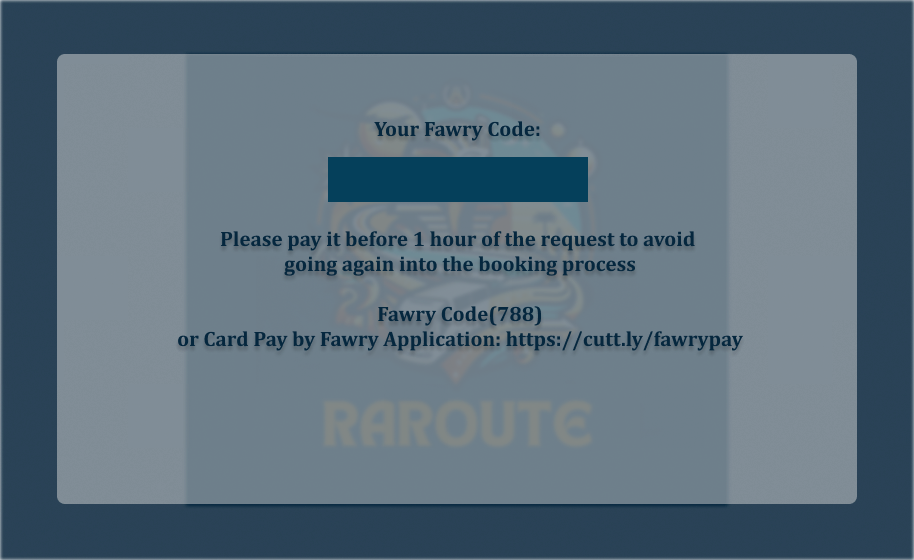 Your Fawry Code:
Please pay it before 1 hour of the request to avoid
going again into the booking process
Fawry Code(788)
or Card Pay by Fawry Application: https://cutt.ly/fawrypay
RAROUTE